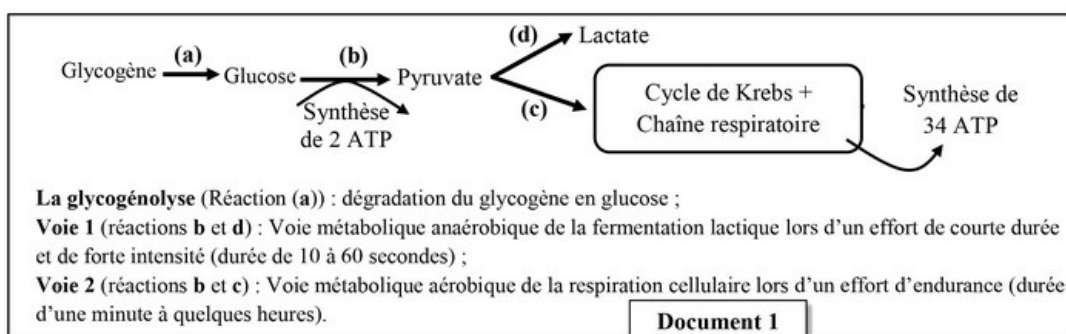 (a)
(b)
(d)
Lactate
Glycogène
Glucose
Pyruvate
(c)
Synthèse
de 2 ATP
Cycle de Krebs +
Chaîne respiratoire
Synthèse de
34 ATP
La glycogénolyse (Réaction (a)) : dégradation du glycogène en glucose ;
Voie 1 (réactions b et d) : Voie métabolique anaérobique de la fermentation lactique lors d’un effort de courte durée
et de forte intensité (durée de 10 à 60 secondes) ;
Voie 2 (réactions b et c) : Voie métabolique aérobique de la respiration cellulaire lors d’un effort d’endurance (durée
d’une minute à quelques heures).
Document 1